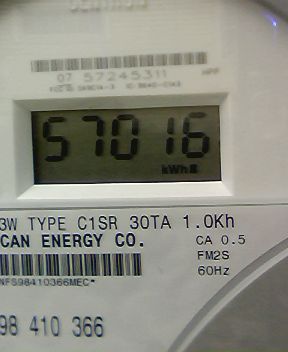 07 57245311
57016
kWh
3W TYPE C1SR 30TA 1.0Kh
CAN ENERGY CO.
CA 0.5
FM2S
60Hz
NFS98410366MEC*
98 410 366